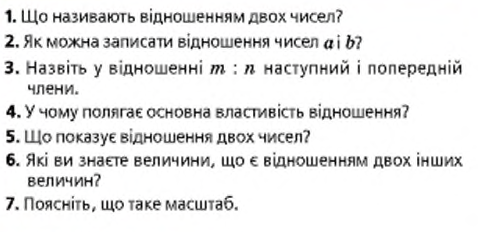 1. Що називають відношенням двох чисел?
2. Як можна записати відношення чисел a і b?
3. Назвіть у відношенні m : n наступний і попередній
члени.
4. У чому полягає основна властивість відношення?
5. Що показує відношення двох чисел?
6. Які ви знаєте величини, що є відношенням двох інших
величин?
7. Поясніть, що таке масштаб.